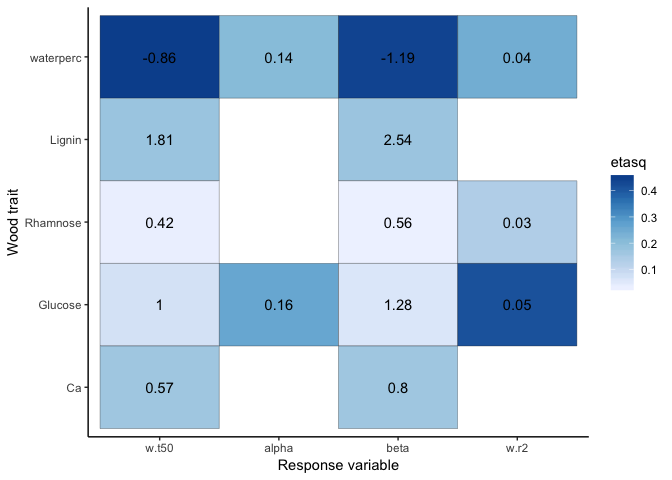 waterperc -0.86 0.14 -1.19 0.04
Lignin 1.81 2.54
Rhamnose 0.42 0.56 0.03
Glucose 1 0.16 1.28 0.05
Ca 0.57 0.8
w.t50 alpha beta w.r2
Response variable
Wood trait
etasq
0.4
0.3
0.2
0.1